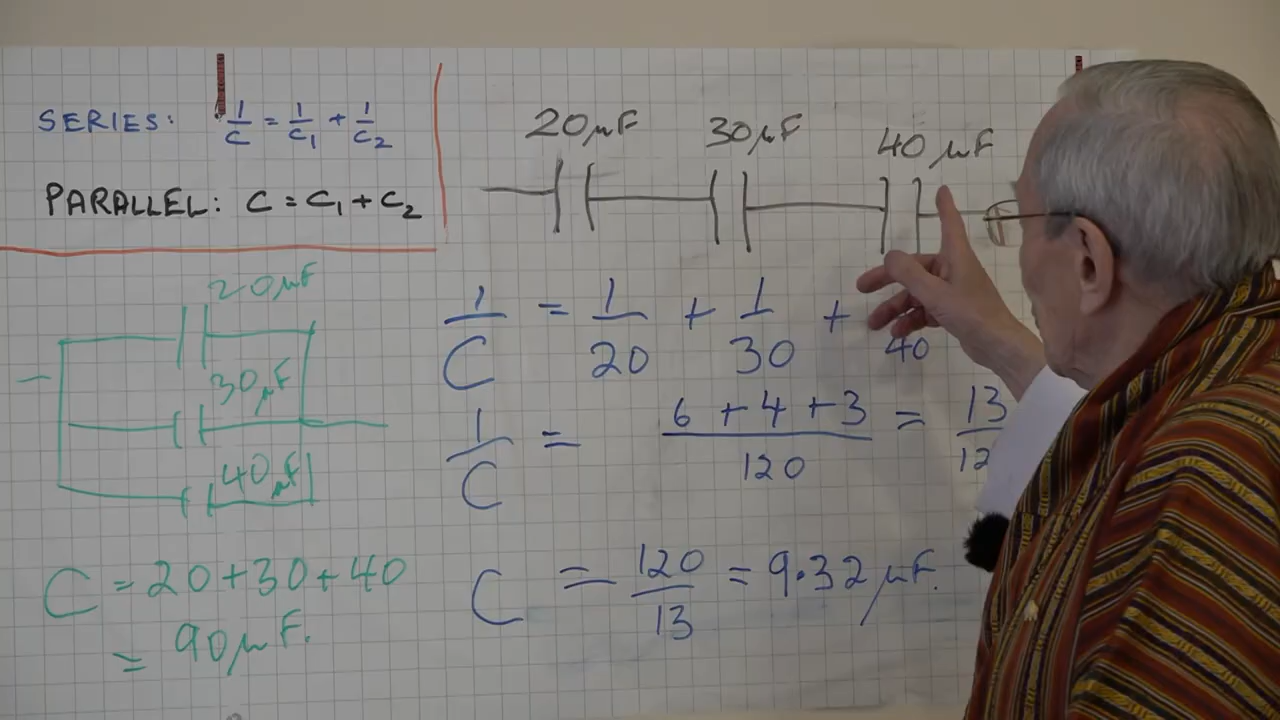 SERIES: 1/C = 1/C₁ + 1/C₂
PARALLEL: C = C₁ + C₂
20μF
30μF
40μF
C = 20 + 30 + 40
= 90μF.
20μF 30μF 40μF
1/C = 1/20 + 1/30 + /40
1/C = (6 + 4 + 3)/120 = 13/12
C = 120/13 = 9.32μF.